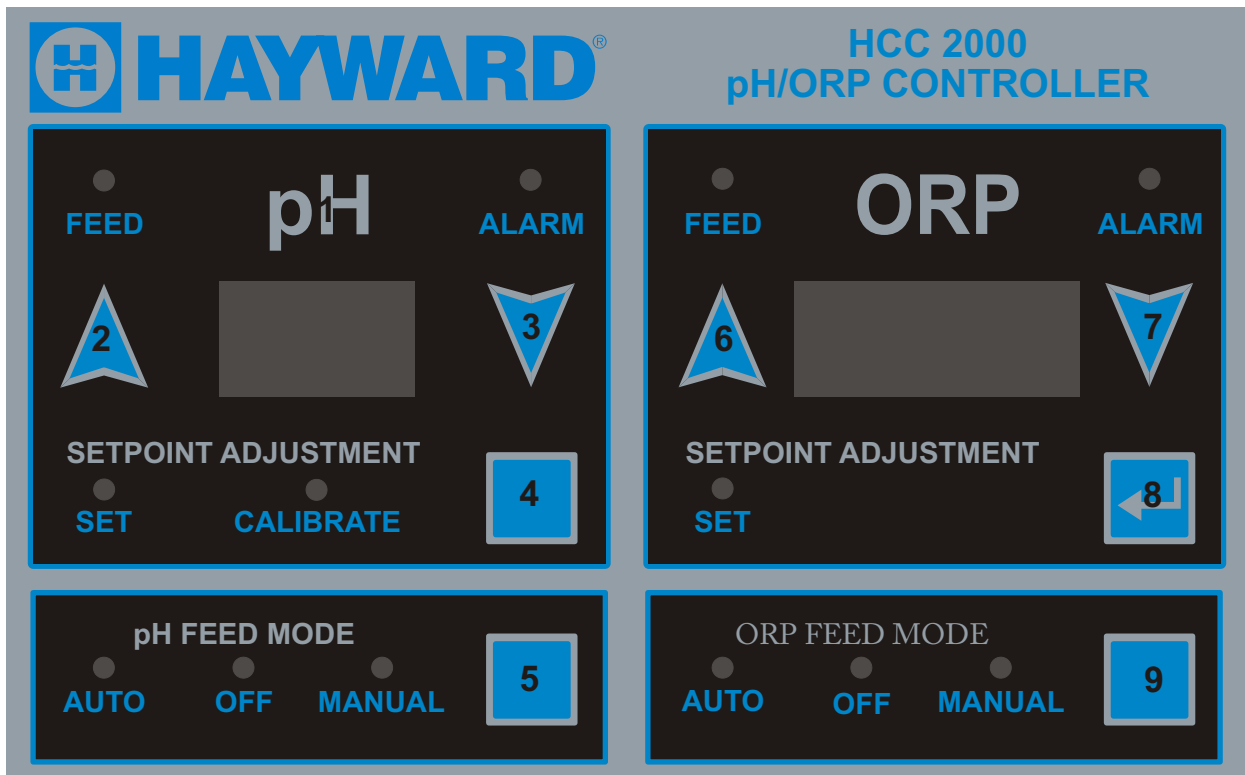 HAYWARD®
HCC 2000
pH/ORP CONTROLLER
FEED
pH
1
ALARM
2
3
SETPOINT ADJUSTMENT
SET
CALIBRATE
4
FEED
ORP
ALARM
6
7
SETPOINT ADJUSTMENT
SET
8
pH FEED MODE
AUTO
OFF
MANUAL
5
ORP FEED MODE
AUTO
OFF
MANUAL
9